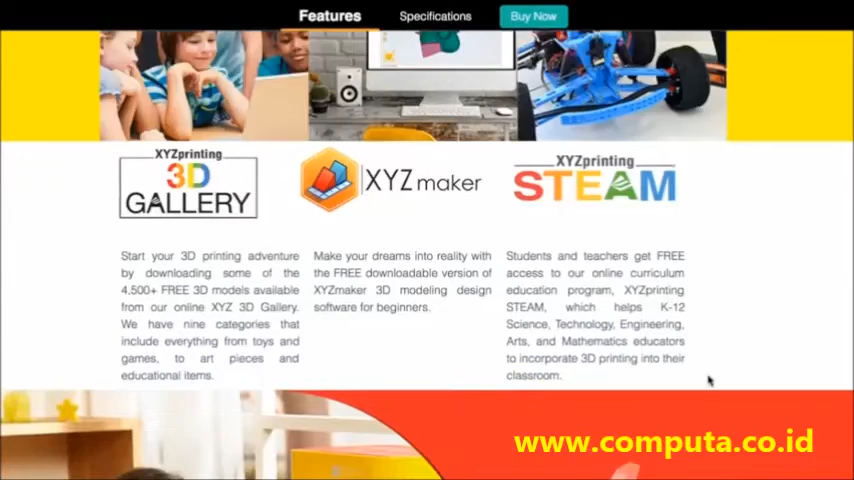 Features
Specifications
Buy Now
XYZprinting
3D
GALLERY
XYZmaker
XYZprinting
STEAM
Start your 3D printing adventure
by downloading some of the
4,500+ FREE 3D models available
from our online XYZ 3D Gallery.
We have nine categories that
include everything from toys and
games, to art pieces and
educational items.
Make your dreams into reality with
the FREE downloadable version of
XYZmaker 3D modeling design
software for beginners.
Students and teachers get FREE
access to our online curriculum
education program, XYZprinting
STEAM, which helps K-12
Science, Technology, Engineering,
Arts, and Mathematics educators
to incorporate 3D printing into their
classroom.
www.computa.co.id